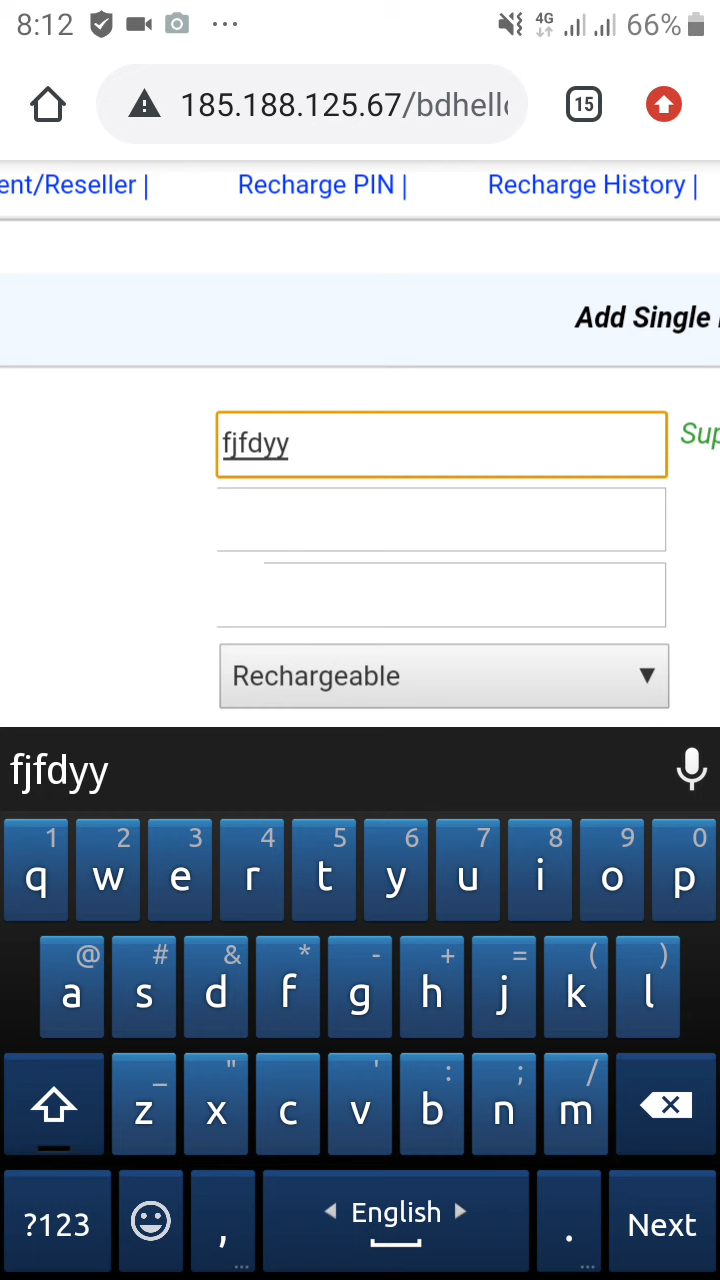 8:12 4G 66%
185.188.125.67/bdhell
15
ent/Reseller | Recharge PIN | Recharge History |
Add Single
fjfdyy
Sup
Rechargeable ▼
fjfdyy
1 2 3 4 5 6 7 8 9 0
q w e r t y u i o p
@ # & * - + = ( )
a s d f g h j k l
_ " ' : ; /
z x c v b n m
?123 , English . Next